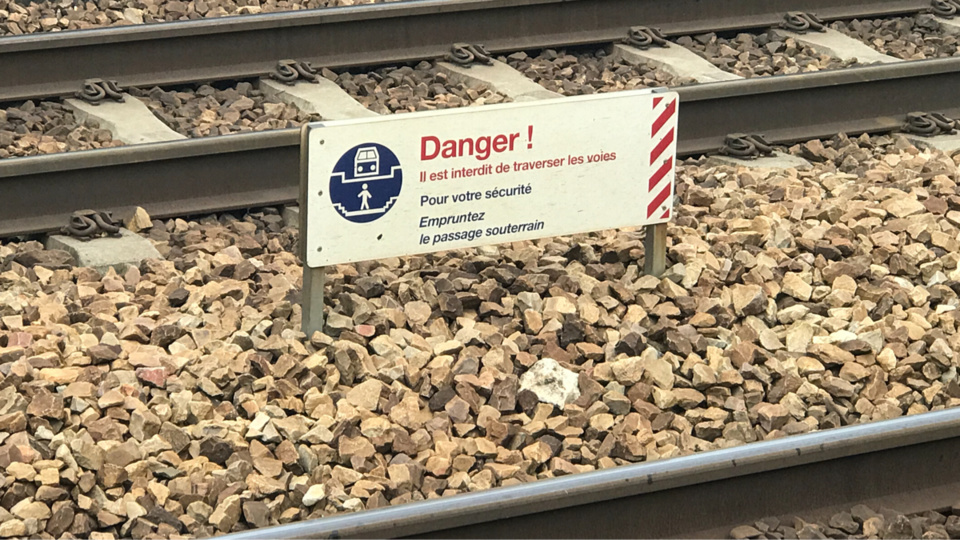 Danger !
Il est interdit de traverser les voies
Pour votre sécurité
Empruntez
le passage souterrain